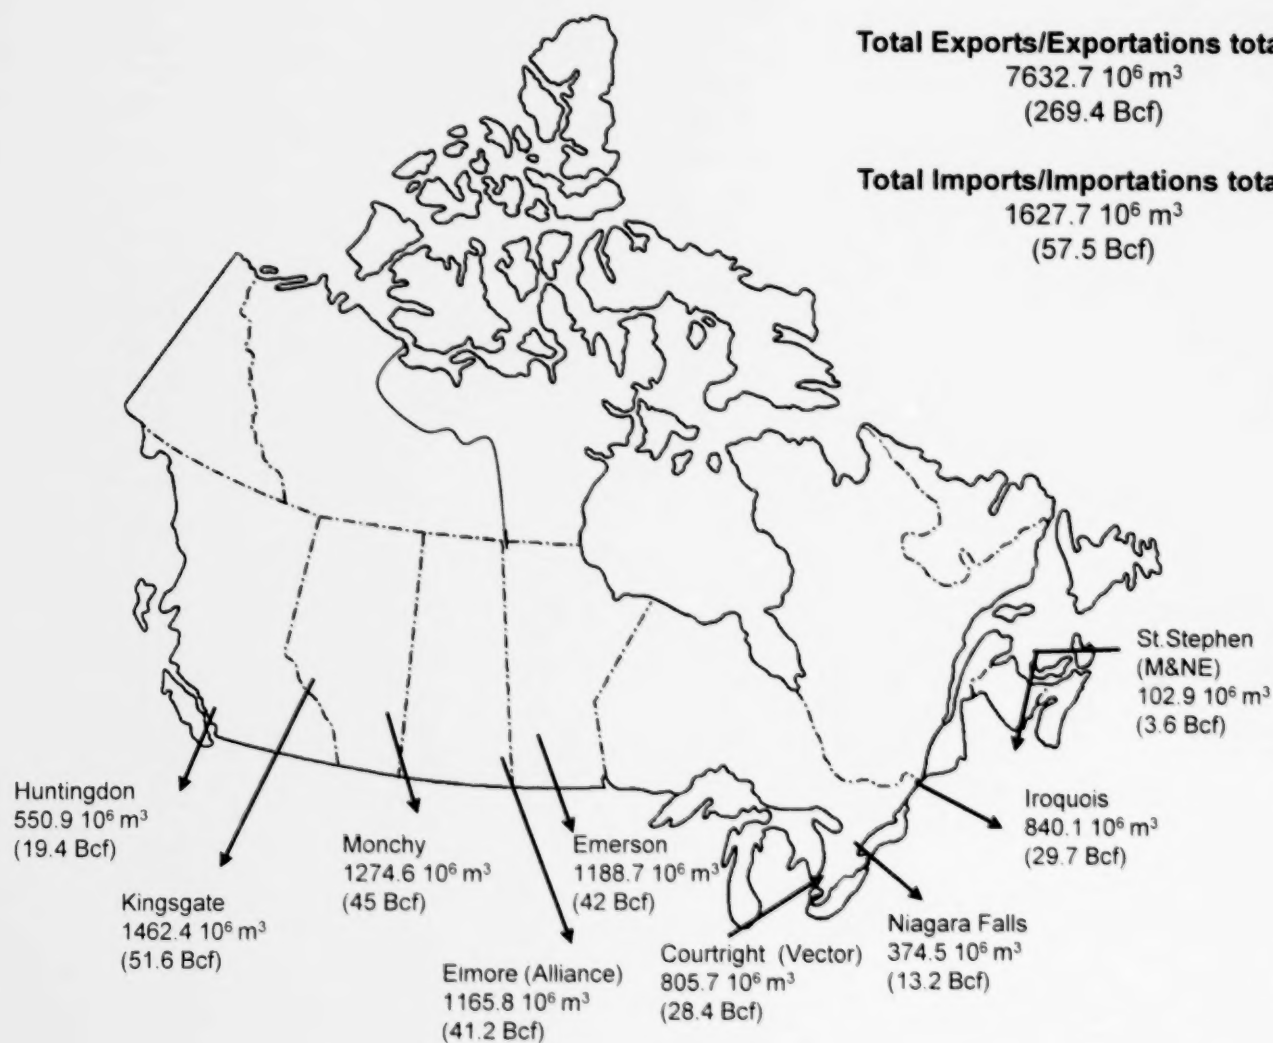 Total Exports/Exportations tota
7632.7 10⁶ m³
(269.4 Bcf)
Total Imports/Importations tota
1627.7 10⁶ m³
(57.5 Bcf)
St.Stephen
(M&NE)
102.9 10⁶ m³
(3.6 Bcf)
Huntingdon
550.9 10⁶ m³
(19.4 Bcf)
Kingsgate
1462.4 10⁶ m³
(51.6 Bcf)
Monchy
1274.6 10⁶ m³
(45 Bcf)
Elmore (Alliance)
1165.8 10⁶ m³
(41.2 Bcf)
Emerson
1188.7 10⁶ m³
(42 Bcf)
Courtright (Vector)
805.7 10⁶ m³
(28.4 Bcf)
Niagara Falls
374.5 10⁶ m³
(13.2 Bcf)
Iroquois
840.1 10⁶ m³
(29.7 Bcf)